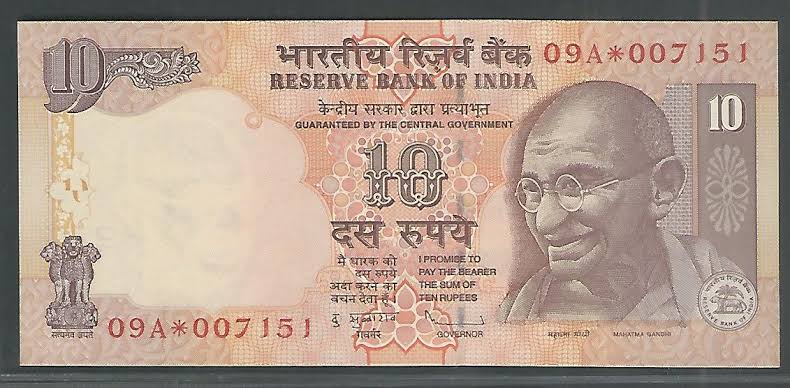 10
भारतीय रिज़र्व बैंक
RESERVE BANK OF INDIA
09A*007151
केन्द्रीय सरकार द्वारा प्रत्याभूत
GUARANTEED BY THE CENTRAL GOVERNMENT
10
10
दस रुपये
मैं धारक को
दस रुपये
अदा करने का
वचन देता हूँ
I PROMISE TO
PAY THE BEARER
THE SUM OF
TEN RUPEES
गवर्नर
GOVERNOR
महात्मा गांधी
MAHATMA GANDHI
सत्यमेव जयते
09A*007151
भारतीय रिज़र्व बैंक
RESERVE BANK OF INDIA